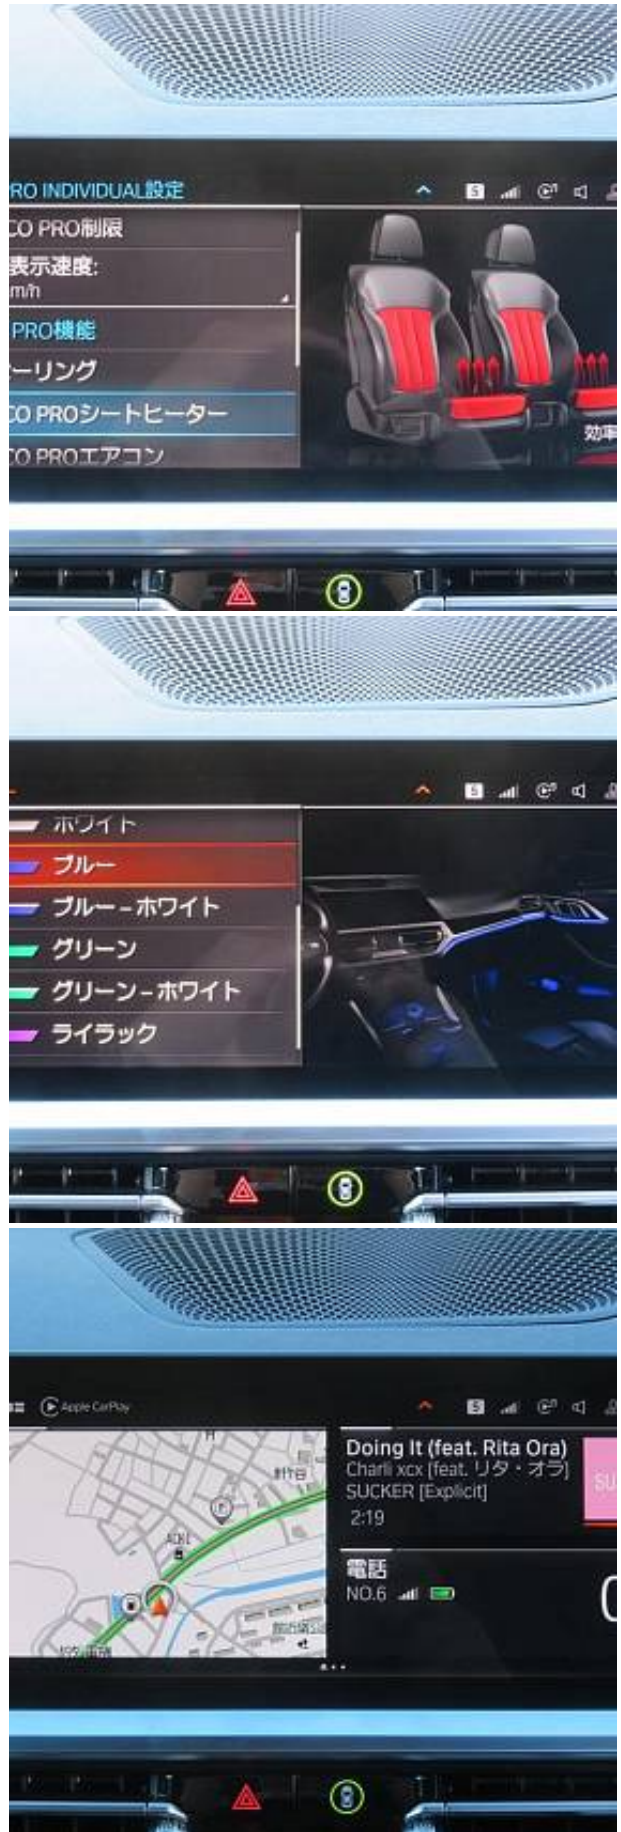 RO INDIVIDUAL設定
S
CO PRO制限
表示速度:
m/h
PRO機能
ーリング
CO PROシートヒーター
CO PROエアコン
効率
S
ホワイト
ブルー
ブルー – ホワイト
グリーン
グリーン – ホワイト
ライラック
Apple CarPlay
S
Doing It (feat. Rita Ora)
Charli xcx [feat. リタ・オラ]
SUCKER [Explicit]
2:19
SU
電話
NO.6